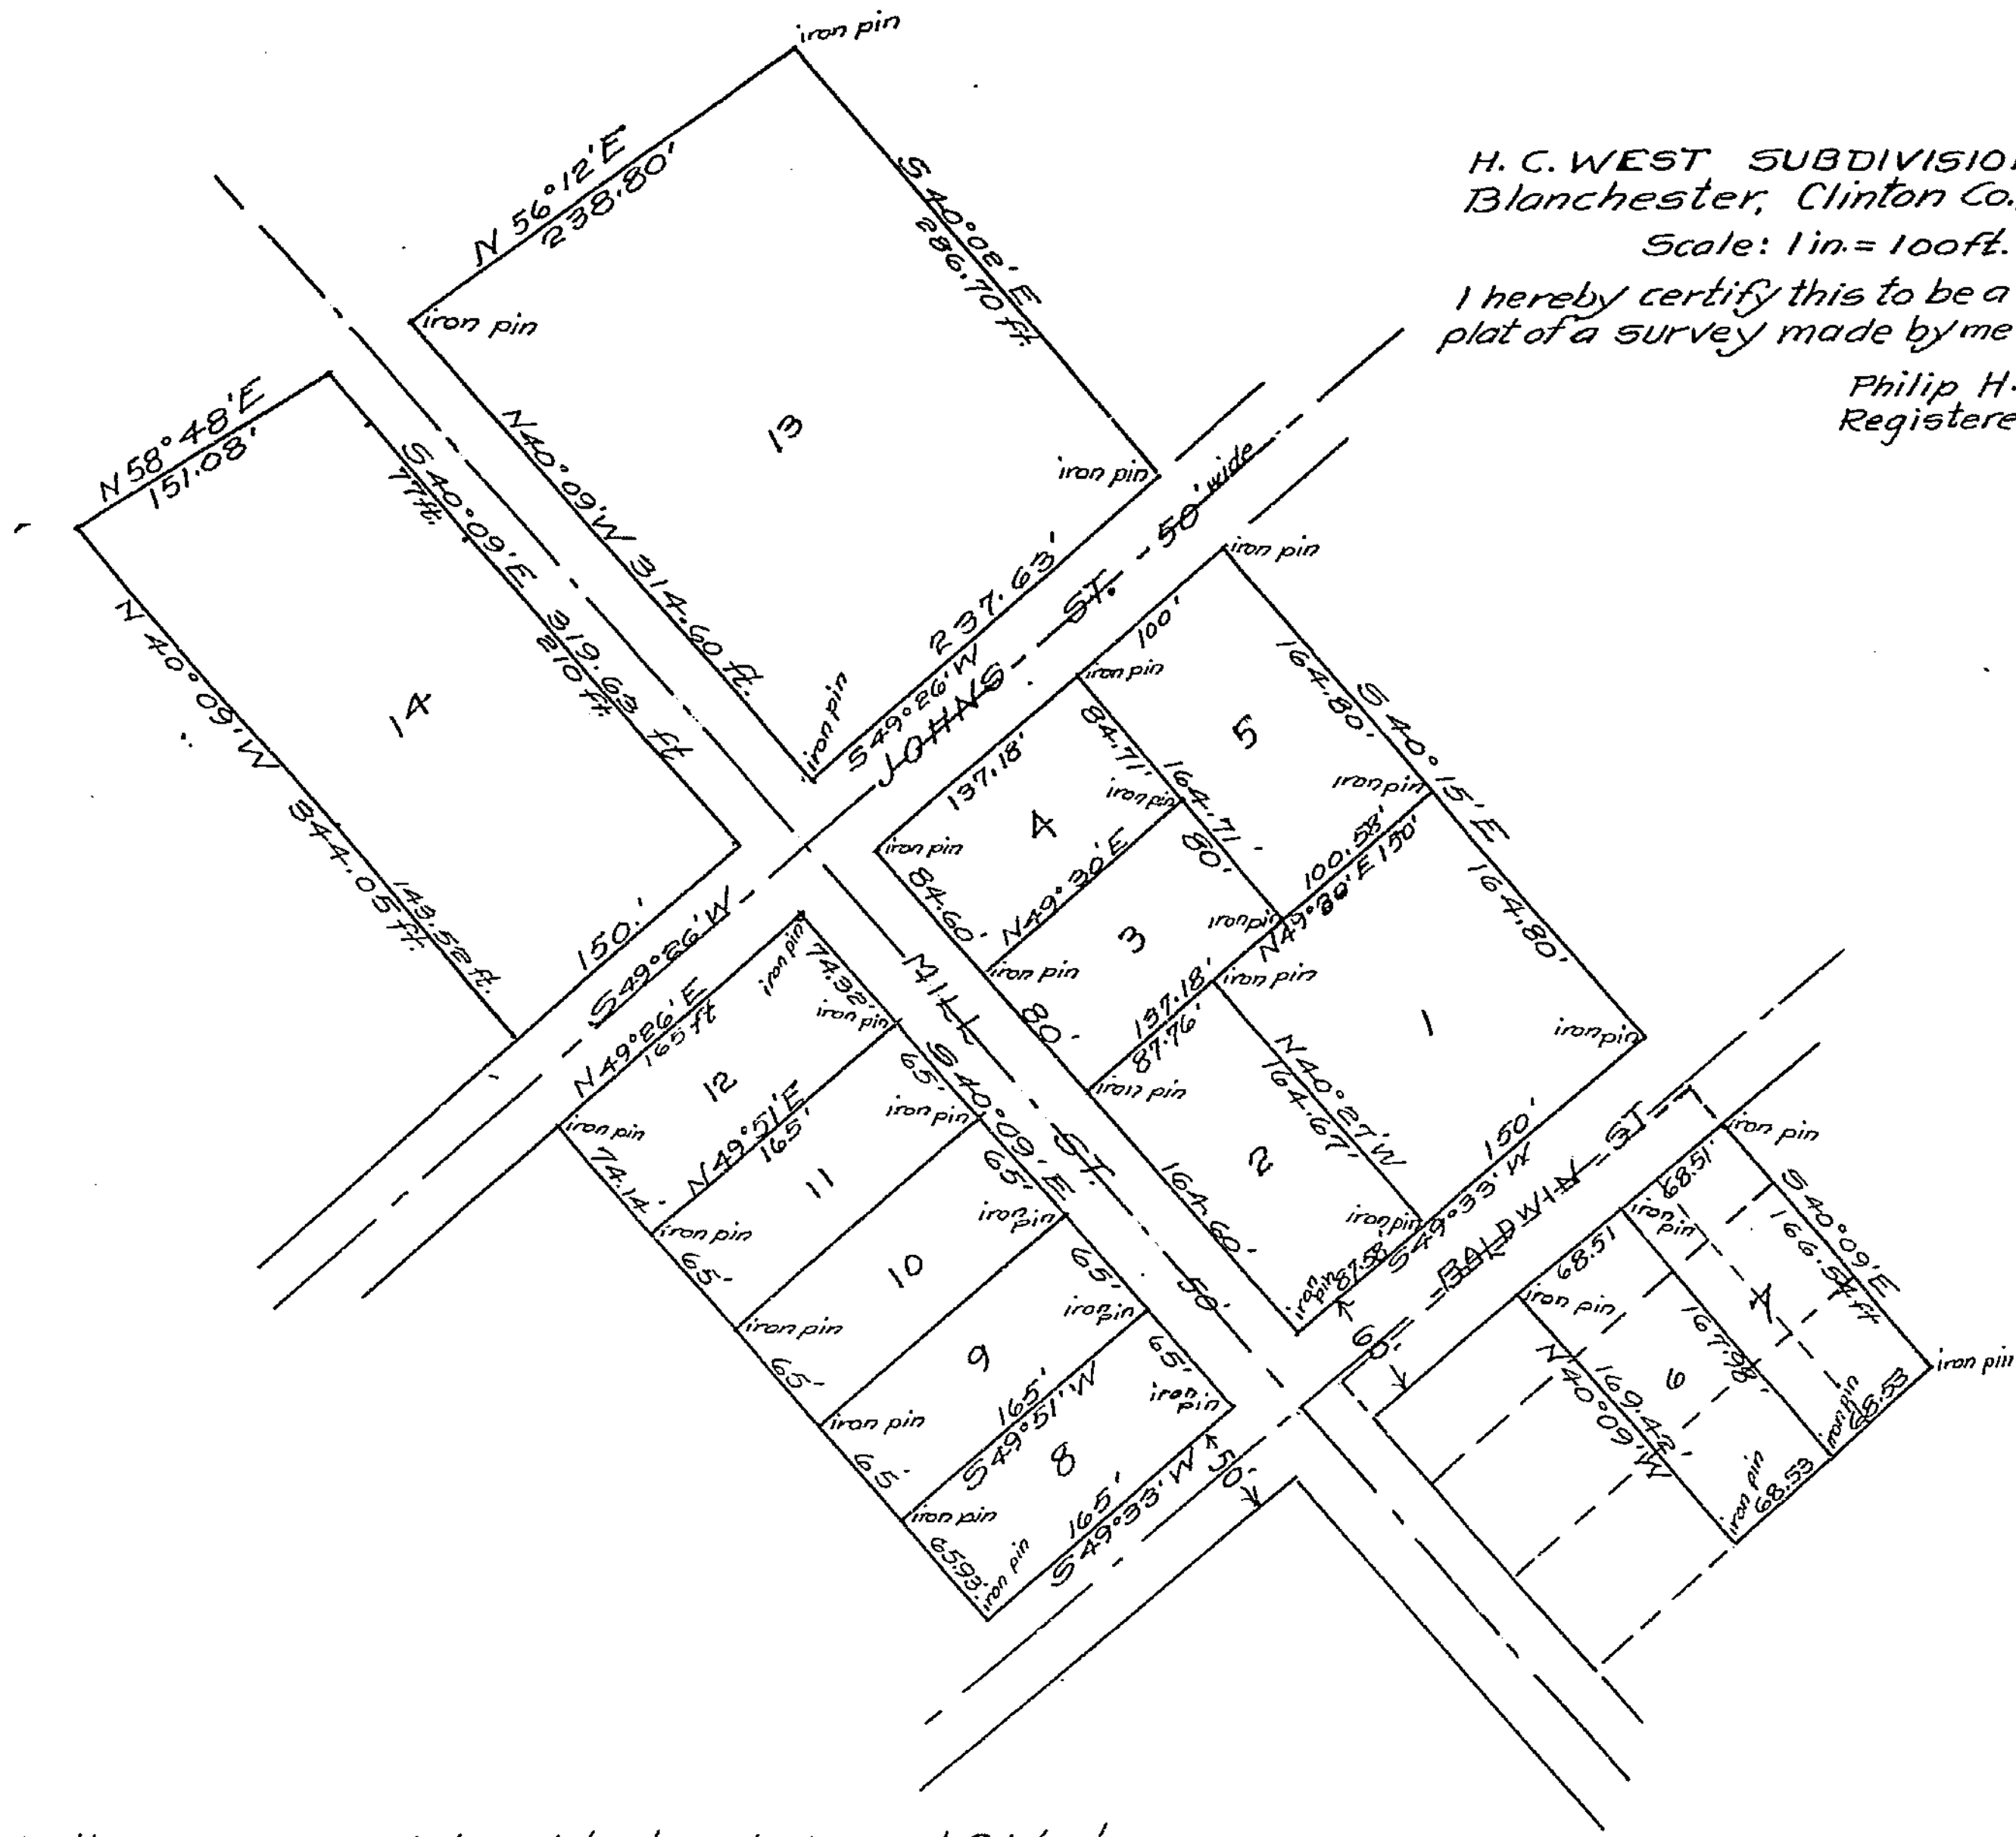 H. C. WEST SUBDIVISION
Blanchester, Clinton Co.,
Scale: 1 in. = 100 ft.
I hereby certify this to be a
plat of a survey made by me
Philip H.
Registere
iron pin
N 56°12'E
238.80'
S 40°08'E
286.70 ft.
iron pin
N 40°09'W 314.60 ft.
13
iron pin
iron pin
S 49°26'W
237.63'
N 58°48'E
151.08'
S 40°09'E 319.63 ft
77 ft.
210 ft.
14
N 40°09'W 344.05 ft.
143.52 ft.
150.'
S 49°26'W
JOHNS ST. - 50' wide
iron pin
100'
iron pin
164.80'
S 40°15'E
5
137.18'
84.71'
164.71'
iron pin
iron pin
4
80'
iron pin
N 49°30'E
84.60'
100.53'
N 49°30'E 150'
iron pin
3
iron pin
164.80'
iron pin
137.18'
87.76'
80'
iron pin
1
iron pin
N 40°27'W
164.67'
2
150'
iron pin
S 49°33'W
87.58'
164.60'
iron pin
MILL ST.
50'
N 49°26'E
165 ft
iron pin
74.32'
iron pin
12
S 40°09'E
65'
iron pin
N 49°51'E
165'
iron pin
74.14'
11
65'
iron pin
iron pin
65'
10
65'
iron pin
iron pin
65'
9
65'
iron pin
iron pin
65'
165'
S 49°51'W
8
iron pin
65.93'
165'
S 49°33'W
iron pin
50'
BALDWIN ST
60'
iron pin
68.51'
S 40°09'E
166.54 ft
iron pin
68.51
iron pin
167.98'
iron pin
6
N 40°09'W
169.42'
iron pin
68.53
iron pin
68.53